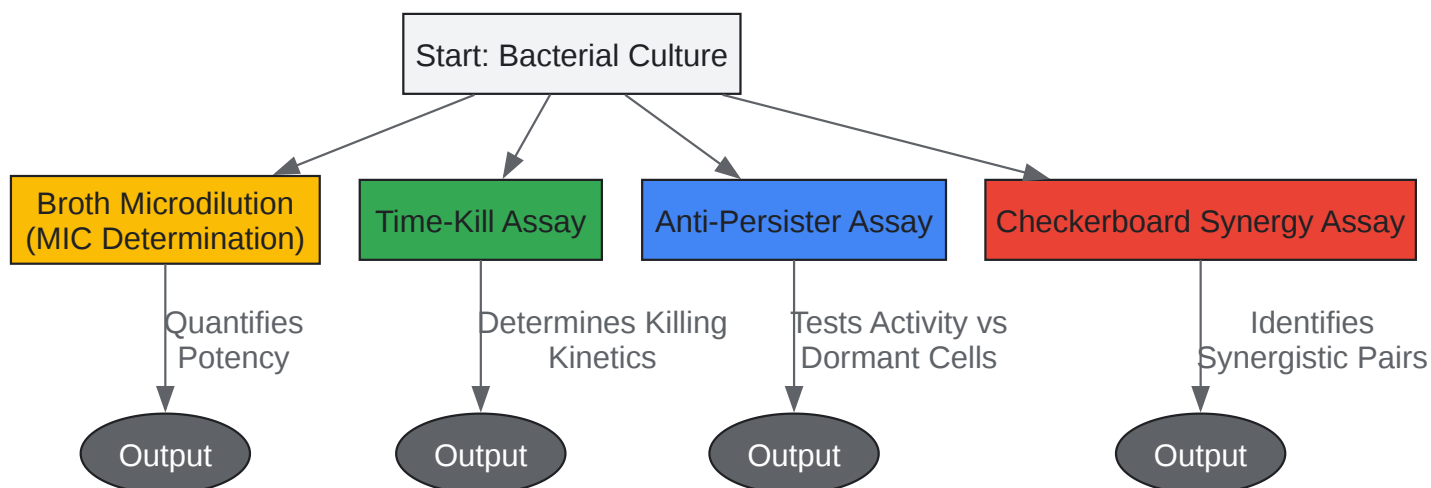 Start: Bacterial Culture
Broth Microdilution
(MIC Determination)
Time-Kill Assay
Anti-Persister Assay
Checkerboard Synergy Assay
Quantifies
Potency
Determines Killing
Kinetics
Tests Activity vs
Dormant Cells
Identifies
Synergistic Pairs
Output
Output
Output
Output